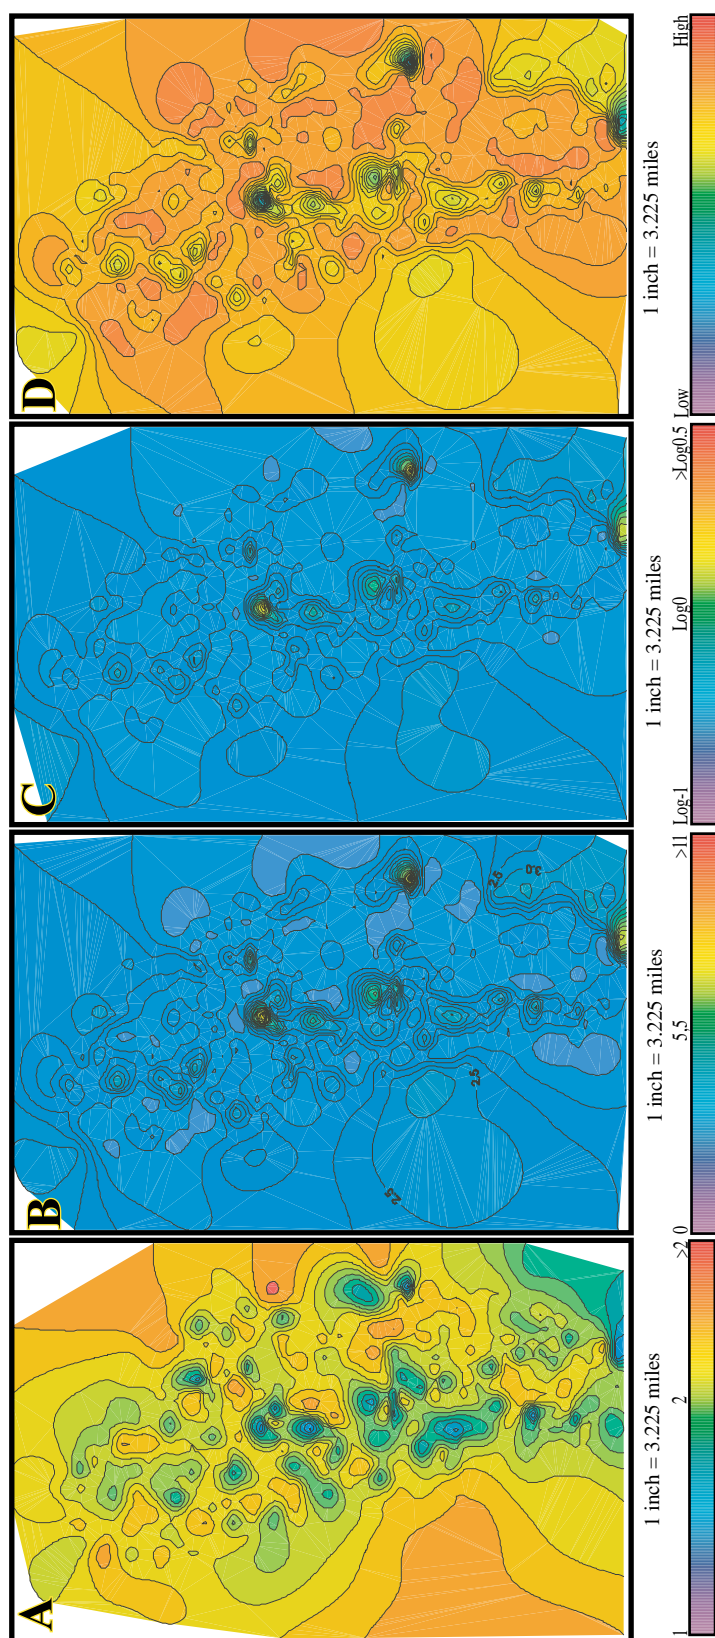 A
1 inch = 3.225 miles
1 2 >2
B
2.5
2.5
2.5
3.0
1 inch = 3.225 miles
0 5,5 >11
C
1 inch = 3.225 miles
Log-1 Log0 >Log0.5
D
1 inch = 3.225 miles
Low High